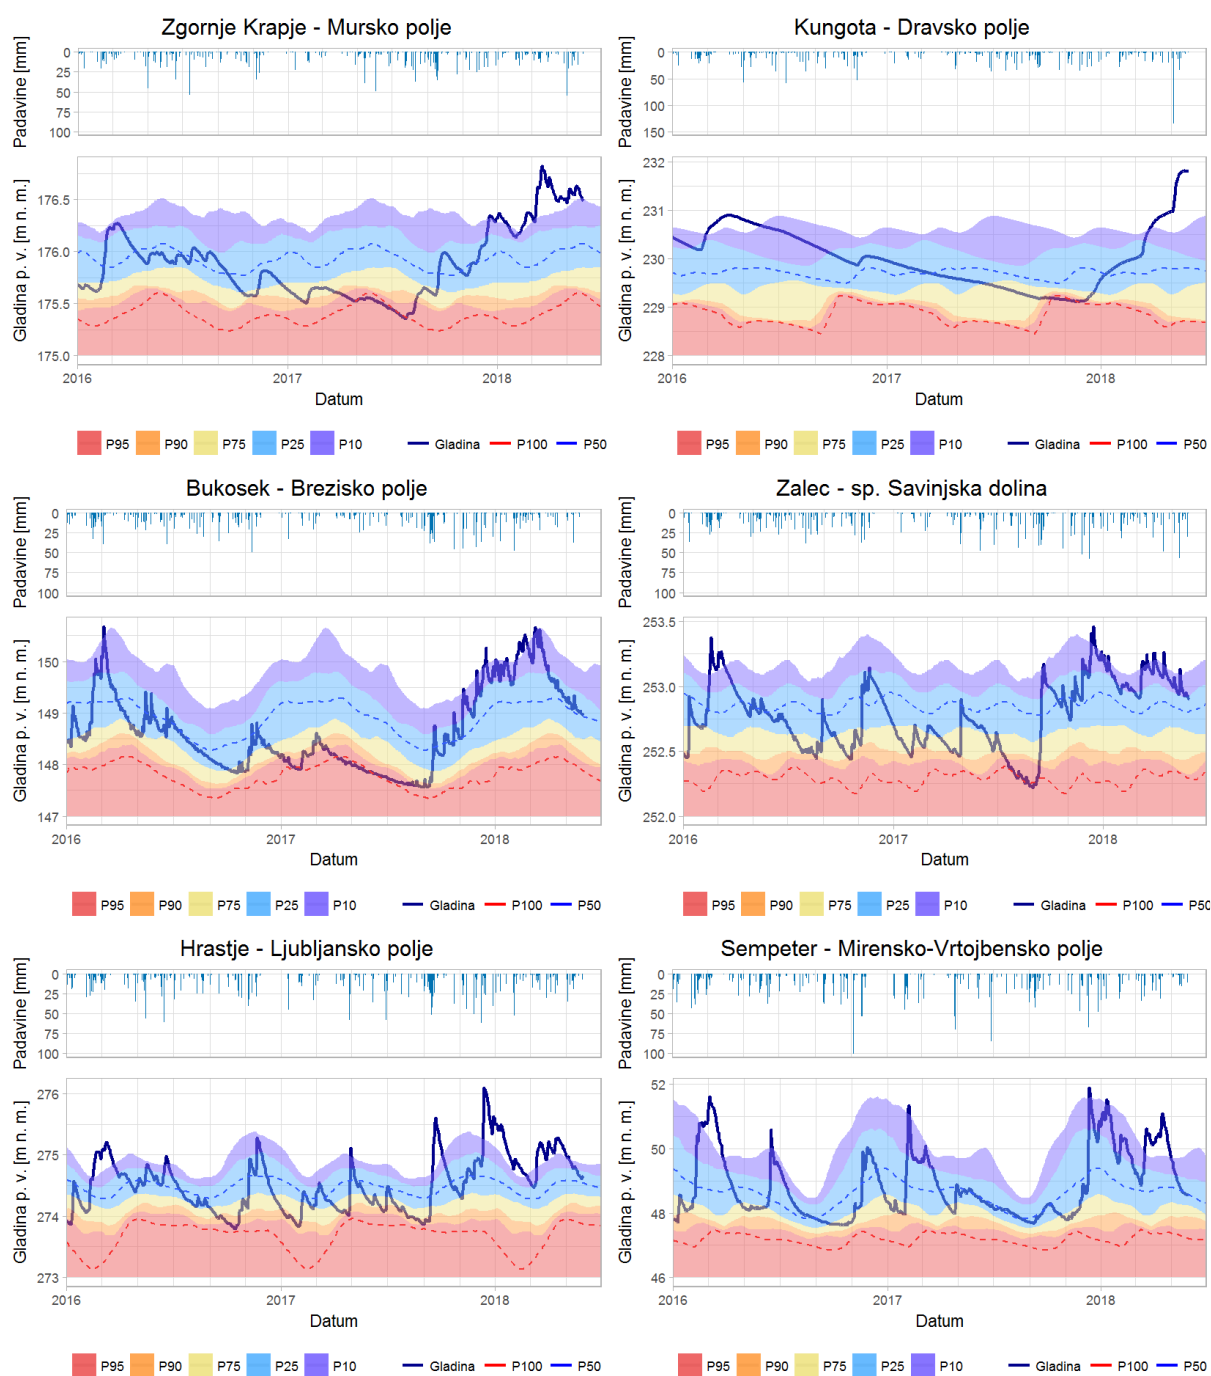 Zgornje Krapje - Mursko polje
Padavine [mm]
0
25
50
75
100
Gladina p. v. [m n. m.]
176.5
176.0
175.5
175.0
2016
2017
2018
Datum
P95
P90
P75
P25
P10
Gladina
P100
P50
Kungota - Dravsko polje
Padavine [mm]
0
50
100
150
Gladina p. v. [m n. m.]
232
231
230
229
228
2016
2017
2018
Datum
P95
P90
P75
P25
P10
Gladina
P100
P50
Bukosek - Brezisko polje
Padavine [mm]
0
25
50
75
100
Gladina p. v. [m n. m.]
150
149
148
147
2016
2017
2018
Datum
P95
P90
P75
P25
P10
Gladina
P100
P50
Zalec - sp. Savinjska dolina
Padavine [mm]
0
25
50
75
100
Gladina p. v. [m n. m.]
253.5
253.0
252.5
252.0
2016
2017
2018
Datum
P95
P90
P75
P25
P10
Gladina
P100
P50
Hrastje - Ljubljansko polje
Padavine [mm]
0
25
50
75
100
Gladina p. v. [m n. m.]
276
275
274
273
2016
2017
2018
Datum
P95
P90
P75
P25
P10
Gladina
P100
P50
Sempeter - Mirensko-Vrtojbensko polje
Padavine [mm]
0
25
50
75
100
Gladina p. v. [m n. m.]
52
50
48
46
2016
2017
2018
Datum
P95
P90
P75
P25
P10
Gladina
P100
P50